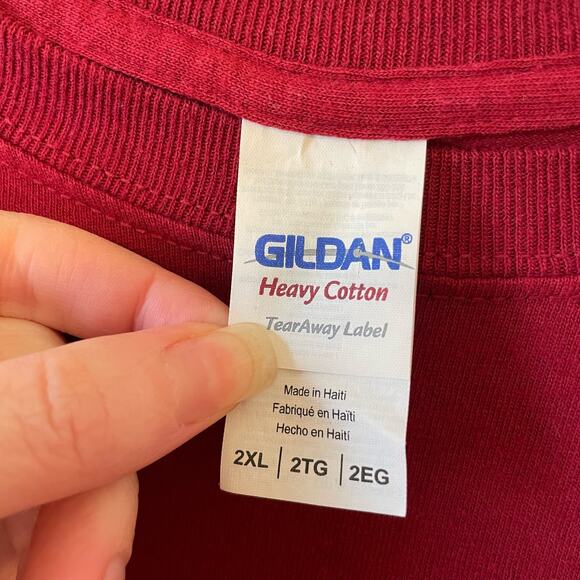 GILDAN®
Heavy Cotton
TearAway Label
Made in Haiti
Fabriqué en Haïti
Hecho en Haití
2XL | 2TG | 2EG